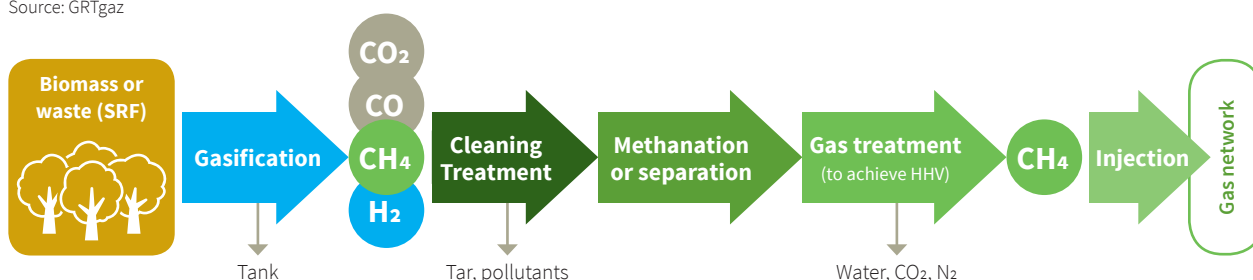 Source: GRTgaz
Biomass or
waste (SRF)
Gasification
CO₂
CO
CH₄
H₂
Cleaning
Treatment
Methanation
or separation
Gas treatment
(to achieve HHV)
CH₄
Injection
Gas network
Tank
Tar, pollutants
Water, CO₂, N₂